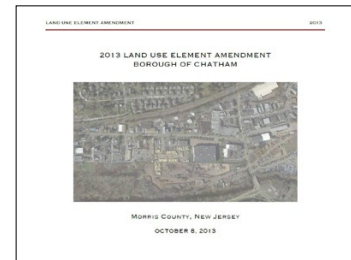 LAND USE ELEMENT AMENDMENT 2013
2013 LAND USE ELEMENT AMENDMENT
BOROUGH OF CHATHAM
MORRIS COUNTY, NEW JERSEY
OCTOBER 8, 2013